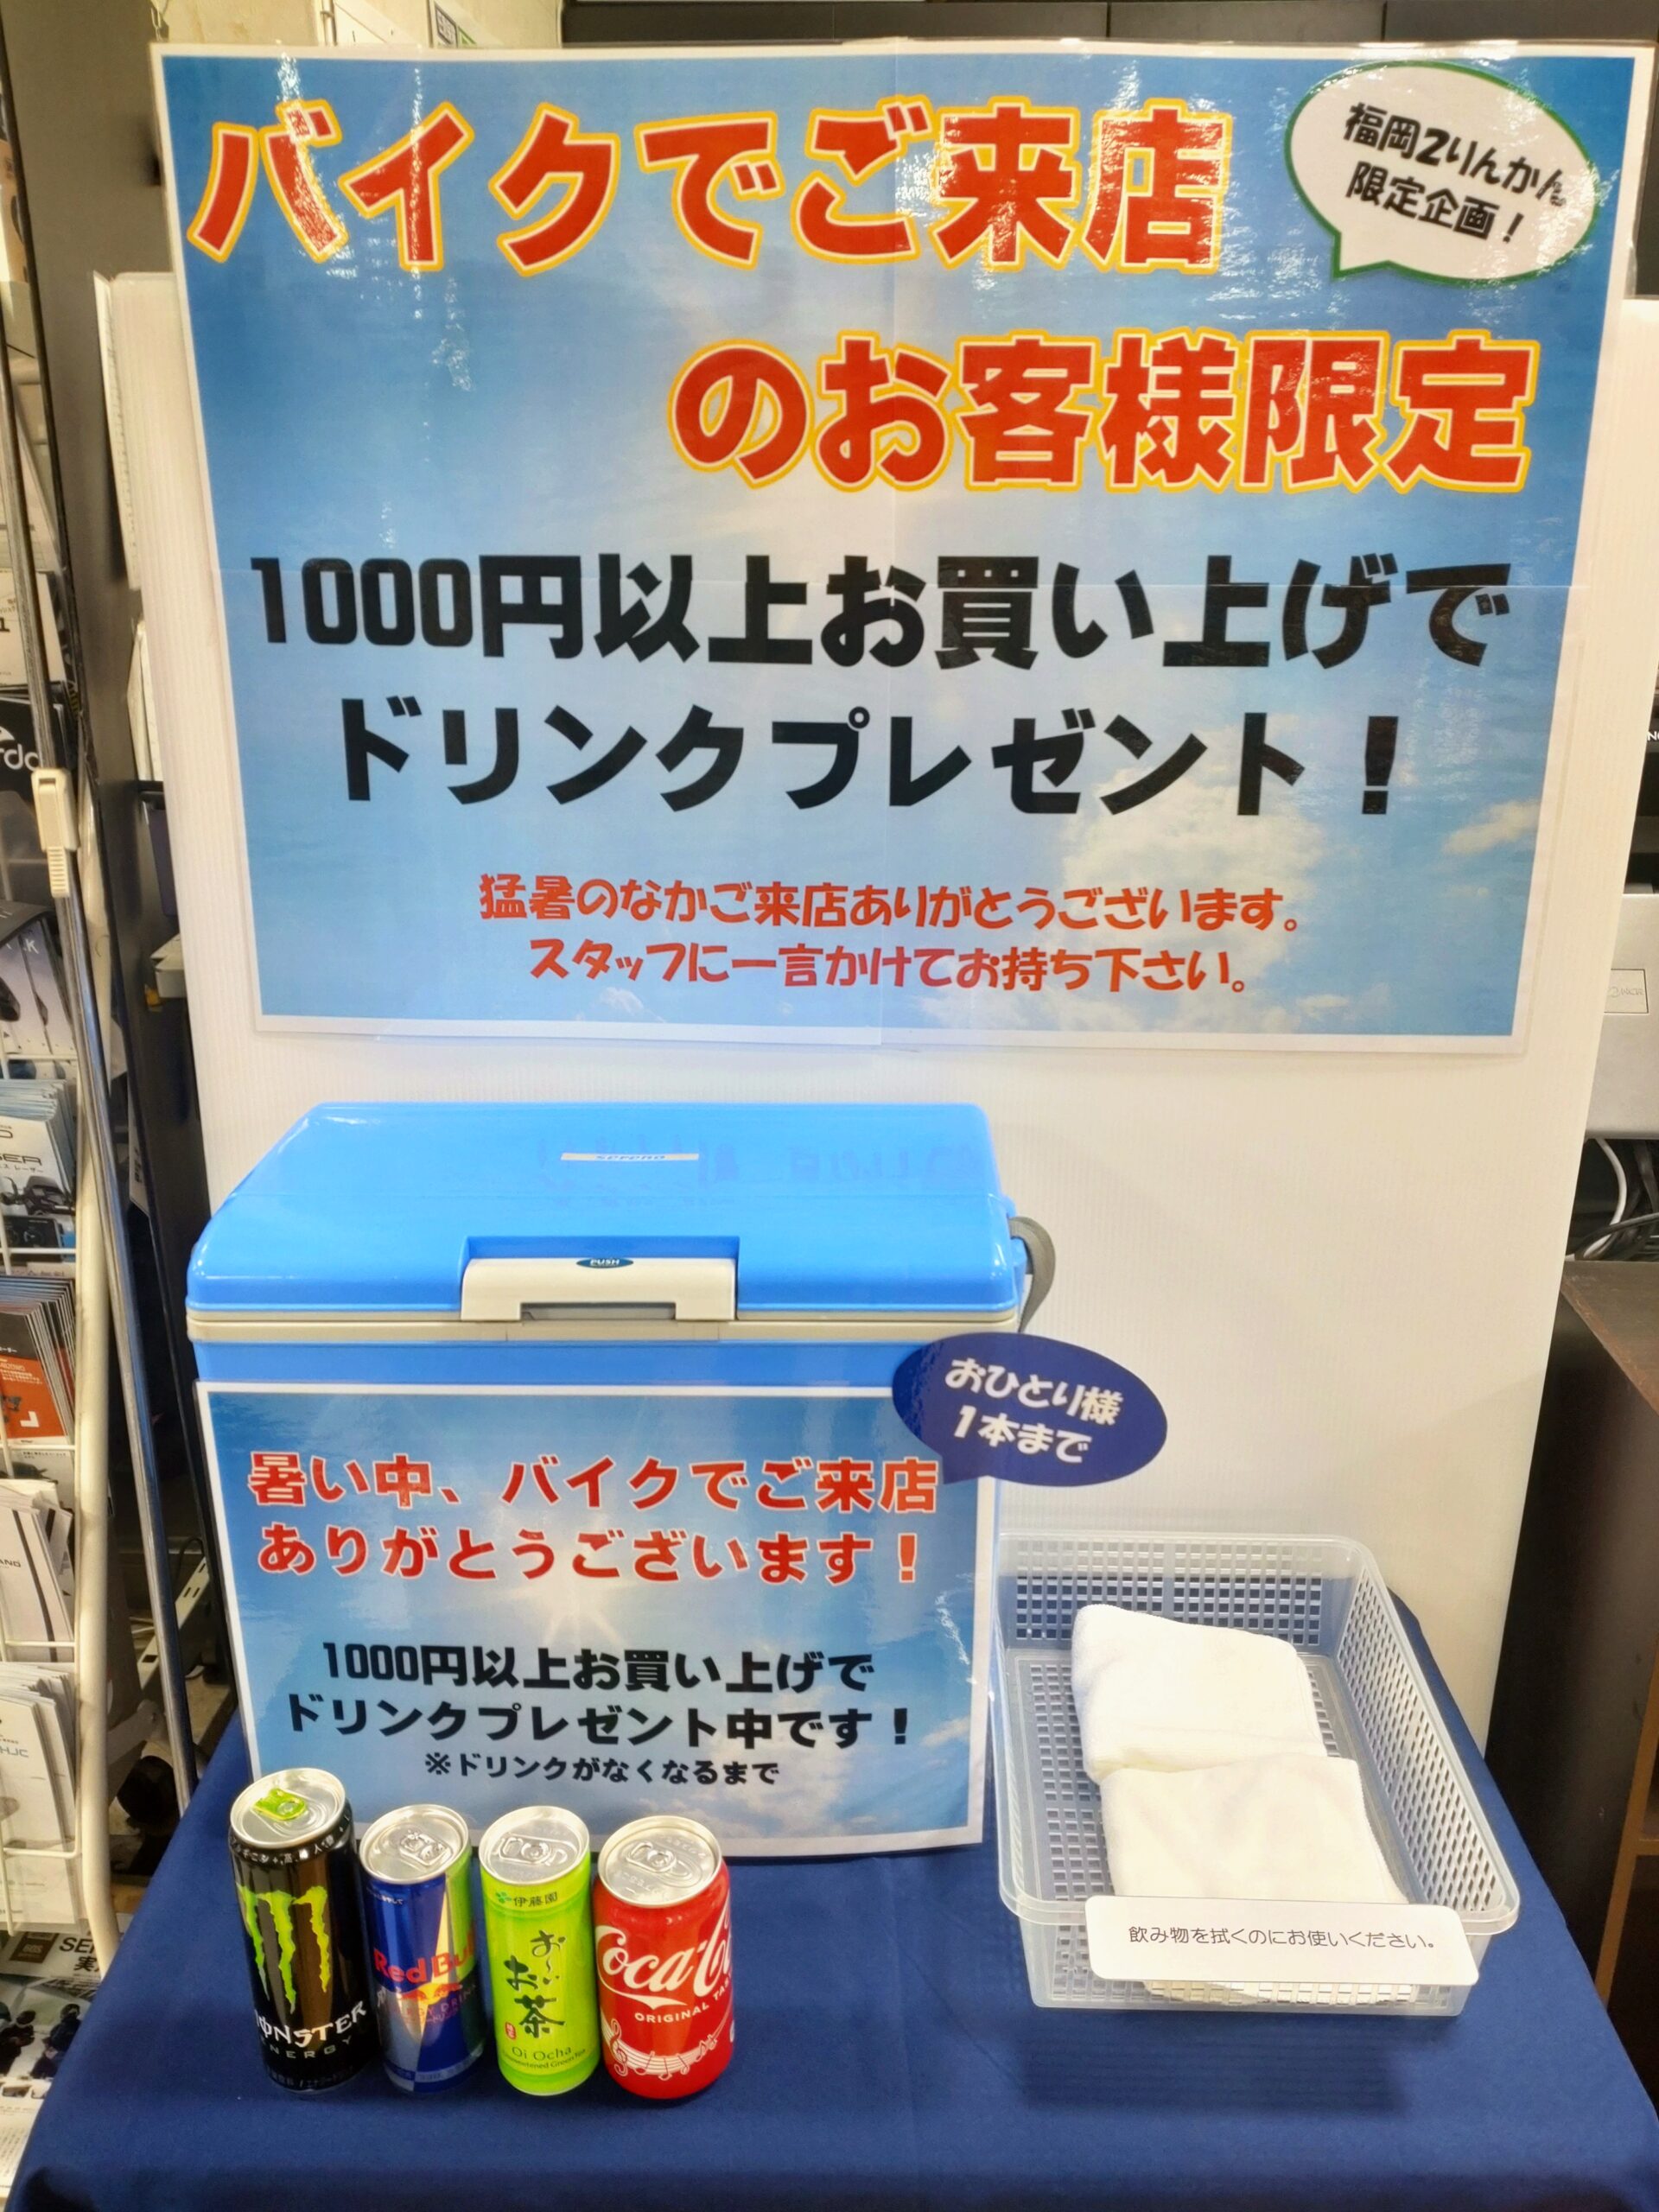 バイクでご来店
福岡2りんかん
限定企画！
のお客様限定
1000円以上お買い上げで
ドリンクプレゼント！
猛暑のなかご来店ありがとうございます。
スタッフに一言かけてお持ち下さい。
PUSH
おひとり様
1本まで
暑い中、バイクでご来店
ありがとうございます！
1000円以上お買い上げで
ドリンクプレゼント中です！
※ドリンクがなくなるまで
MONSTER
ENERGY
Red Bull
伊藤園
お〜い
お茶
Oi Ocha
Unsweetened Green Tea
Coca-Co
ORIGINAL TAS
飲み物を拭くのにお使いください。